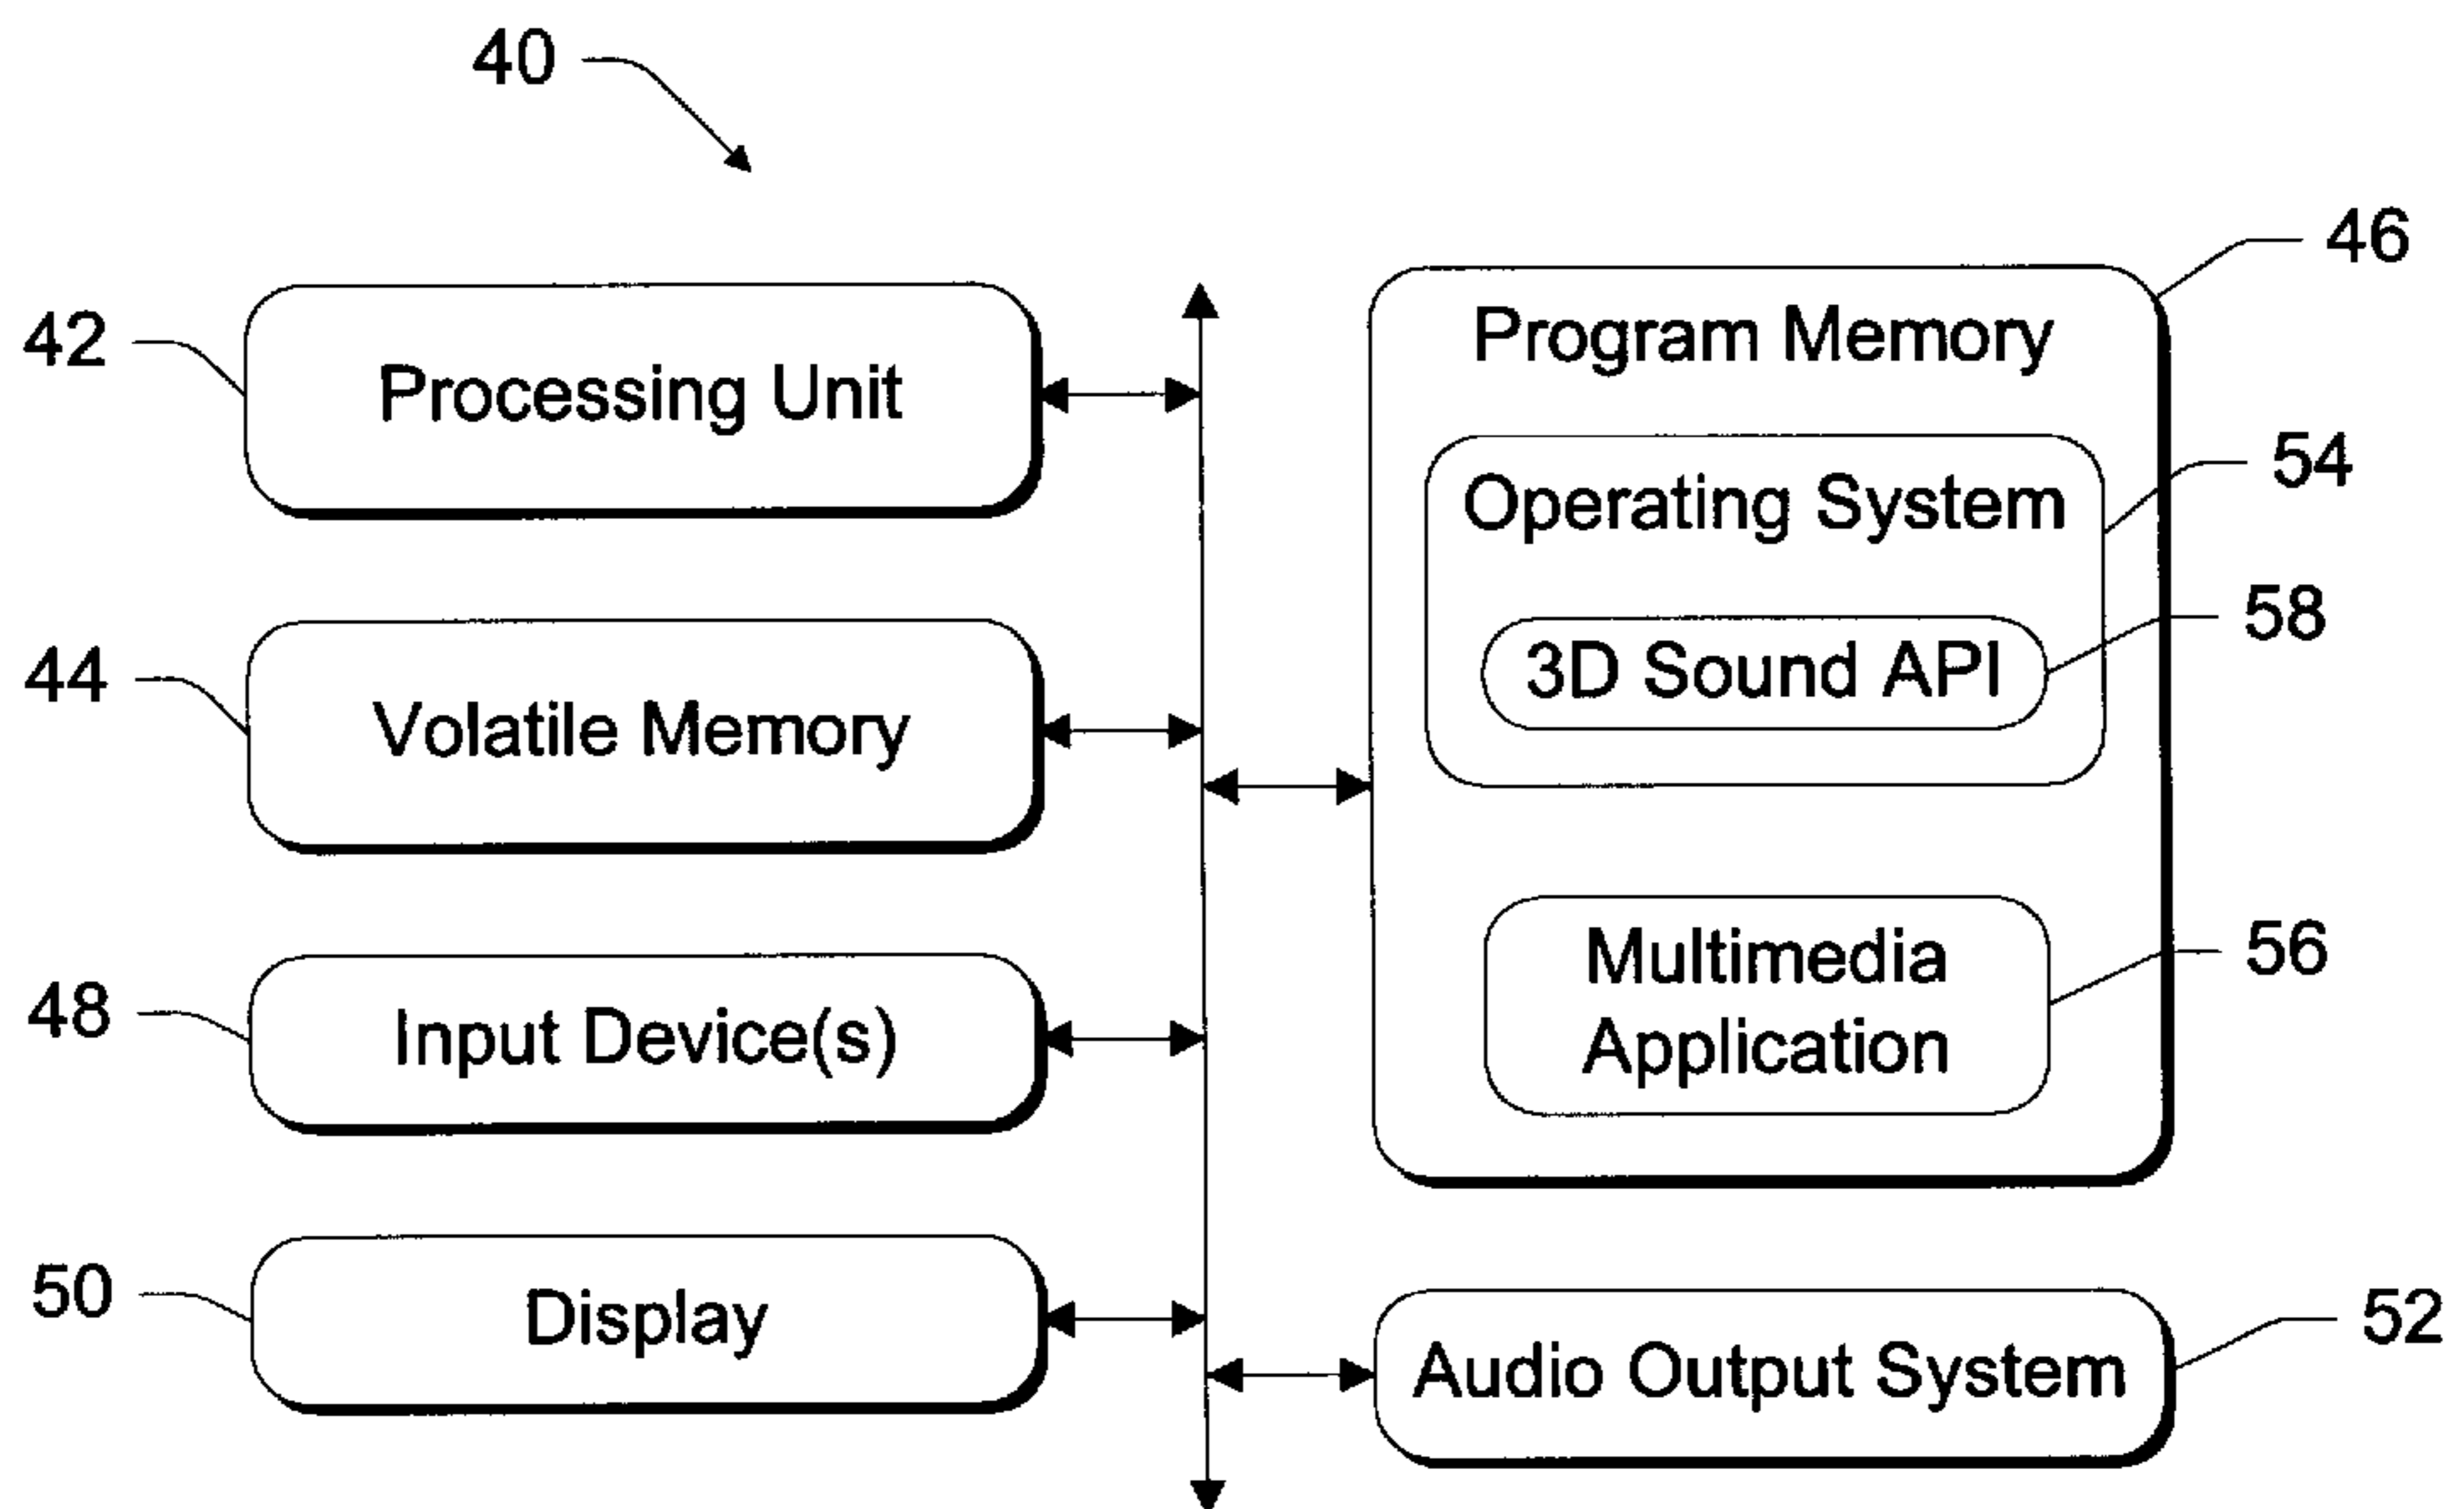 40
46
Program Memory
42
Processing Unit
54
Operating System
58
3D Sound API
44
Volatile Memory
56
Multimedia
Application
48
Input Device(s)
50
Display
52
Audio Output System